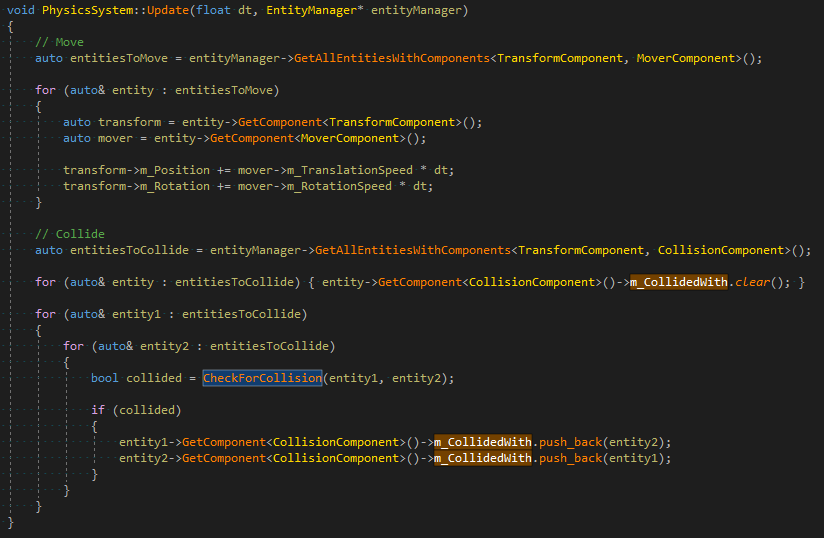 void PhysicsSystem::Update(float dt, EntityManager* entityManager)
{
// Move
auto entitiesToMove = entityManager->GetAllEntitiesWithComponents<TransformComponent, MoverComponent>();
for (auto& entity : entitiesToMove)
{
auto transform = entity->GetComponent<TransformComponent>();
auto mover = entity->GetComponent<MoverComponent>();
transform->m_Position += mover->m_TranslationSpeed * dt;
transform->m_Rotation += mover->m_RotationSpeed * dt;
}
// Collide
auto entitiesToCollide = entityManager->GetAllEntitiesWithComponents<TransformComponent, CollisionComponent>();
for (auto& entity : entitiesToCollide) { entity->GetComponent<CollisionComponent>()->m_CollidedWith.clear(); }
for (auto& entity1 : entitiesToCollide)
{
for (auto& entity2 : entitiesToCollide)
{
bool collided = CheckForCollision(entity1, entity2);
if (collided)
{
entity1->GetComponent<CollisionComponent>()->m_CollidedWith.push_back(entity2);
entity2->GetComponent<CollisionComponent>()->m_CollidedWith.push_back(entity1);
}
}
}
}